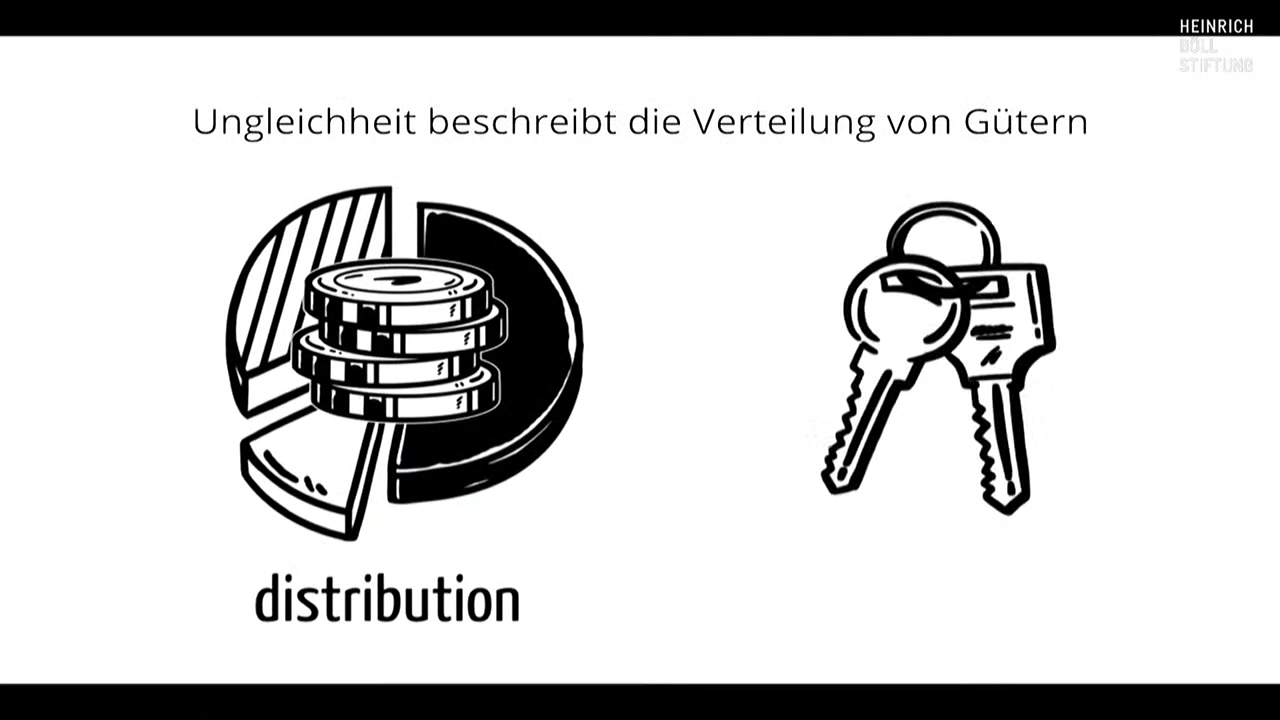 HEINRICH
BÖLL
STIFTUNG
Ungleichheit beschreibt die Verteilung von Gütern
distribution